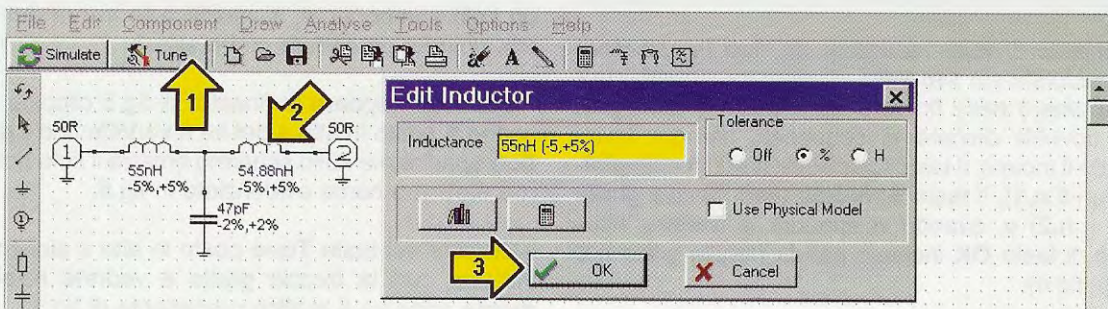 File Edit Component Draw Analyse Tools Options Help
Simulate Tune
1
2
Edit Inductor
50R
50R
1
2
55nH
-5%,+5%
54.88nH
-5%,+5%
47pF
-2%,+2%
Inductance 55nH (-5,+5%)
Tolerance
Off % H
Use Physical Model
3
OK Cancel